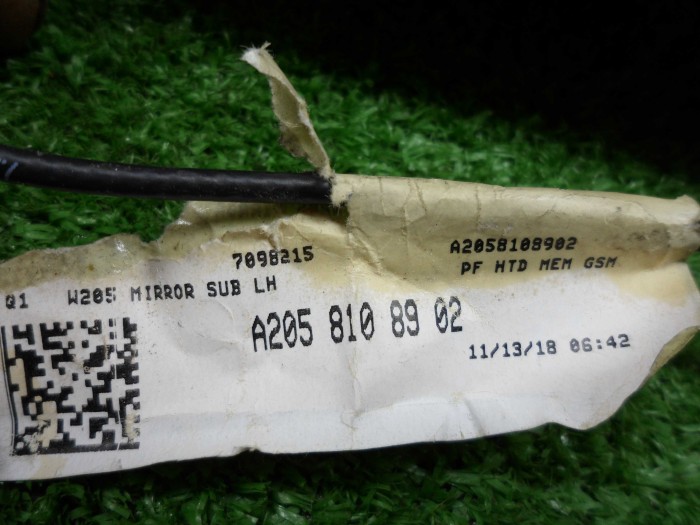 7098215
A2058108902
PF HTD MEM GSM
Q1 W205 MIRROR SUB LH
A205 810 89 02
11/13/18 06:42